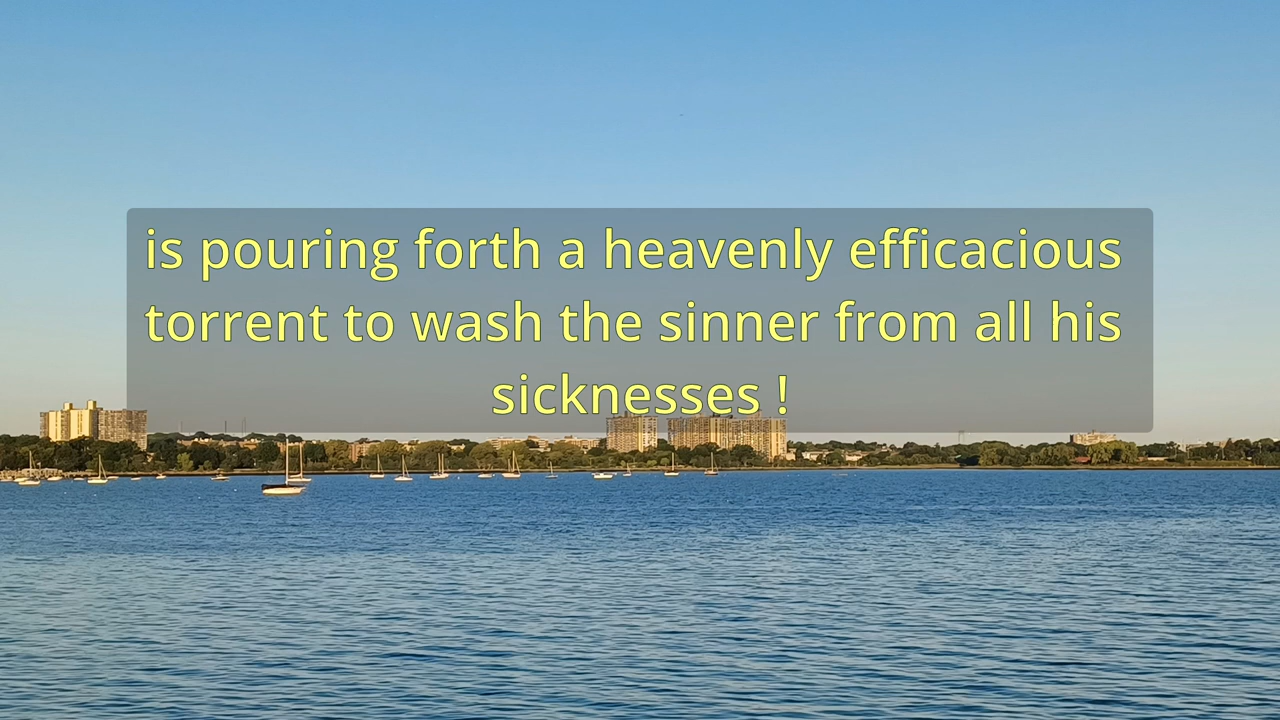 is pouring forth a heavenly efficacious
torrent to wash the sinner from all his
sicknesses !